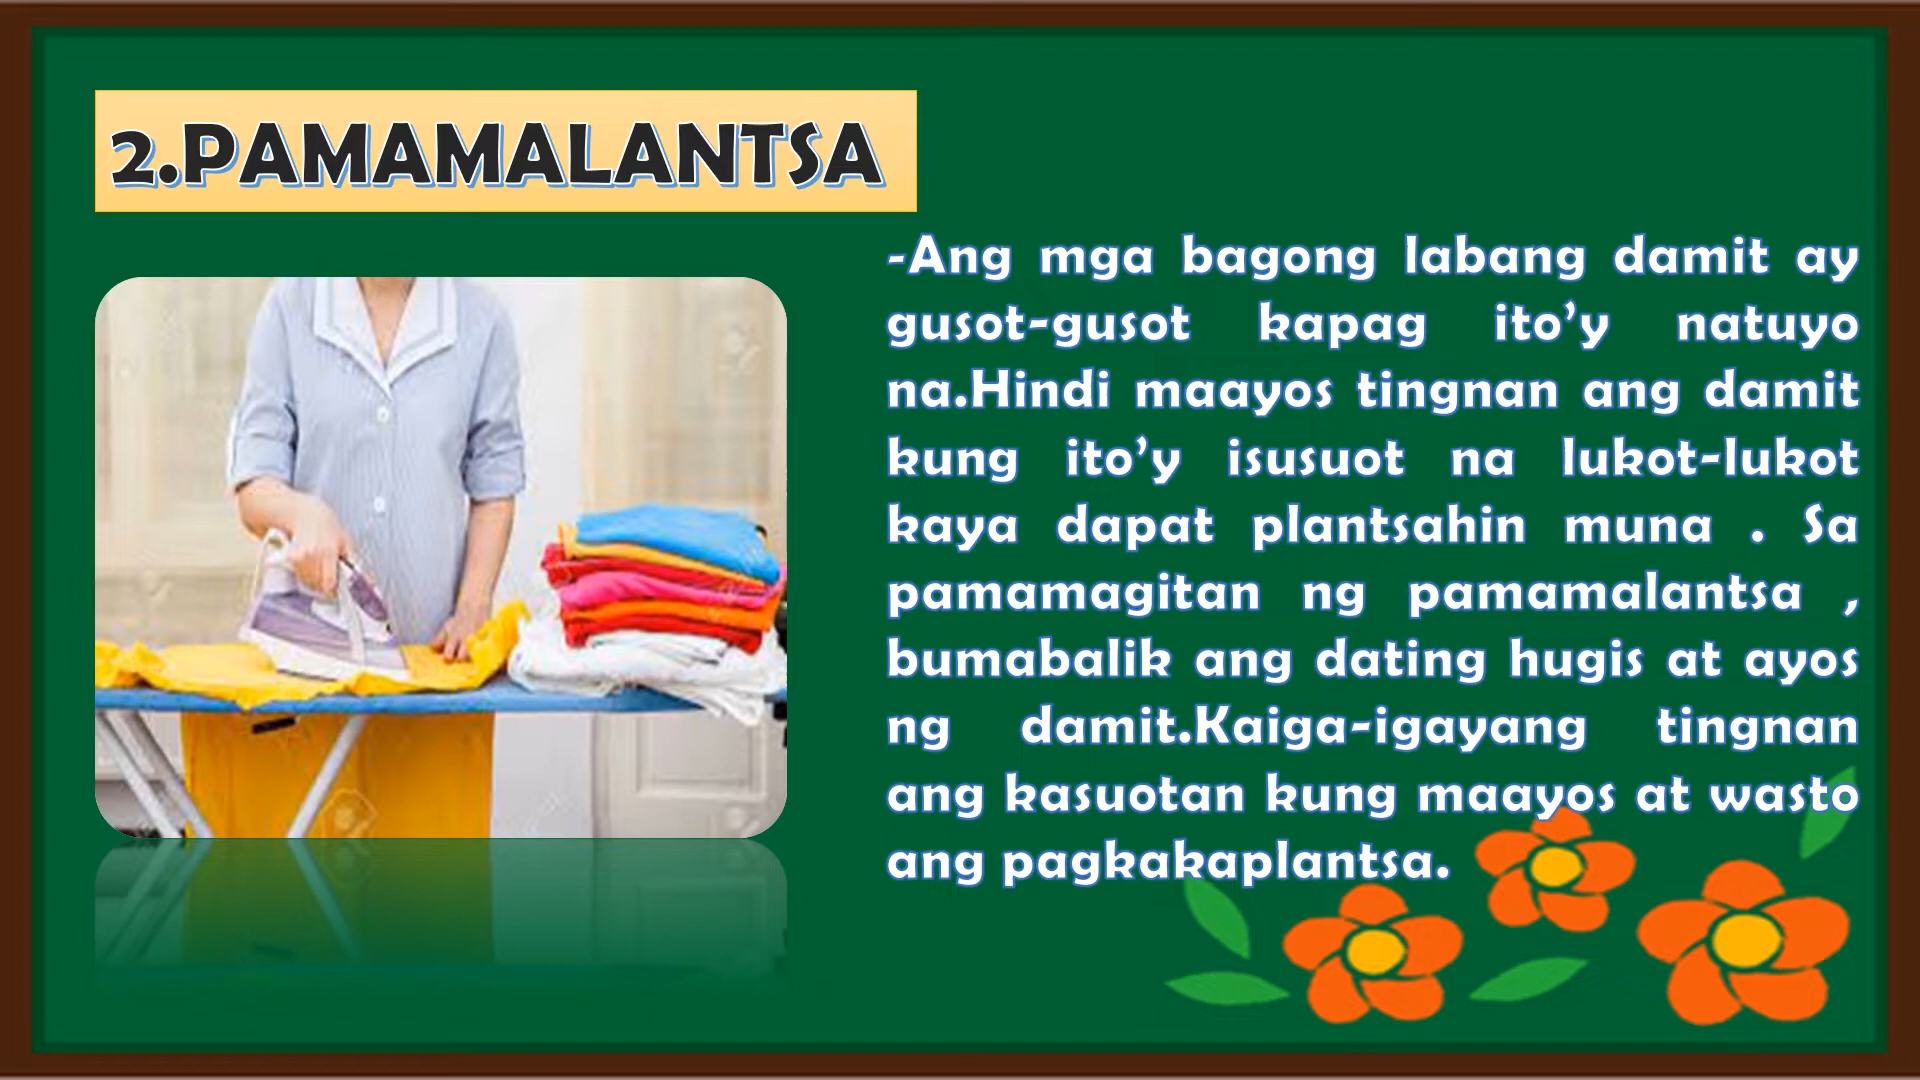 2.PAMAMALANTSA
-Ang mga bagong labang damit ay
gusot-gusot kapag ito’y natuyo
na.Hindi maayos tingnan ang damit
kung ito’y isusuot na lukot-lukot
kaya dapat plantsahin muna . Sa
pamamagitan ng pamamalantsa ,
bumabalik ang dating hugis at ayos
ng damit.Kaiga-igayang tingnan
ang kasuotan kung maayos at wasto
ang pagkakaplantsa.